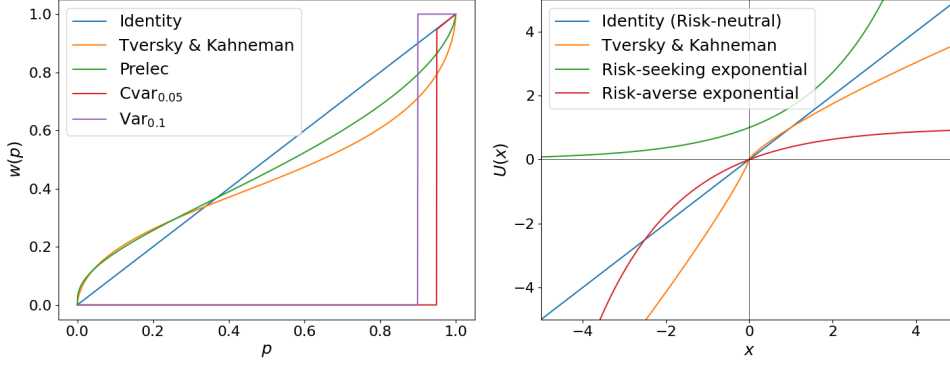 1.0
0.8
0.6
0.4
0.2
0.0
w(p)
Identity
Tversky & Kahneman
Prelec
Cvar0.05
Var0.1
0.0 0.2 0.4 0.6 0.8 1.0
p
4
2
0
−2
−4
U(x)
Identity (Risk-neutral)
Tversky & Kahneman
Risk-seeking exponential
Risk-averse exponential
−4 −2 0 2 4
x